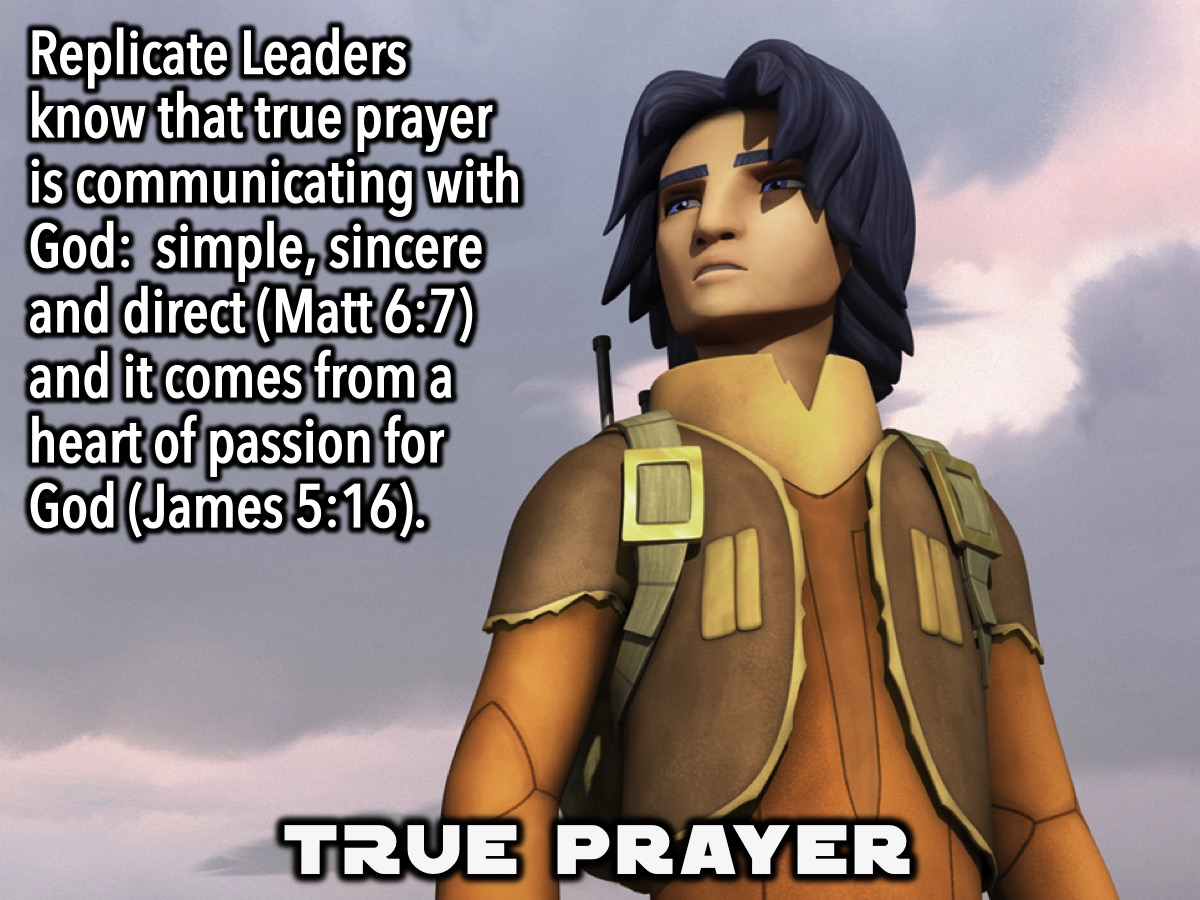 Replicate Leaders
know that true prayer
is communicating with
God:  simple, sincere
and direct (Matt 6:7)
and it comes from a
heart of passion for
God (James 5:16).
TRUE PRAYER